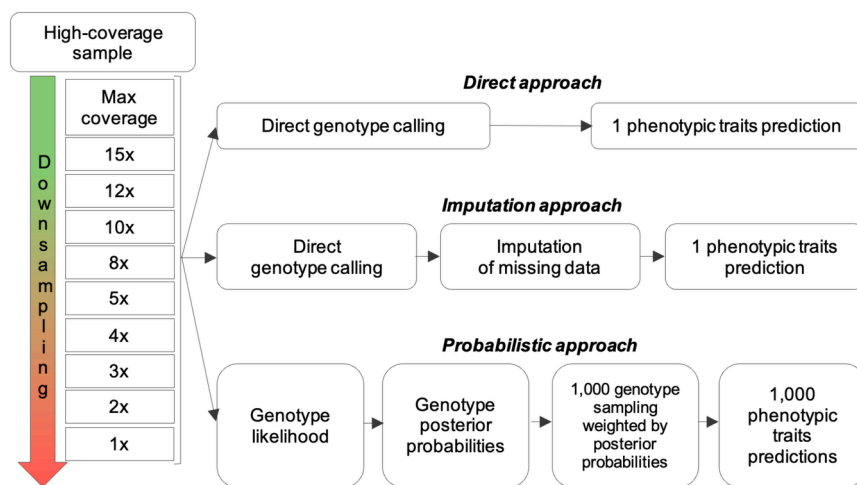 High-coverage
sample
Downsampling
Max
coverage
15x
12x
10x
8x
5x
4x
3x
2x
1x
Direct approach
Direct genotype calling
1 phenotypic traits prediction
Imputation approach
Direct
genotype calling
Imputation
of missing data
1 phenotypic traits
prediction
Probabilistic approach
Genotype
likelihood
Genotype
posterior
probabilities
1,000 genotype
sampling
weighted by
posterior
probabilities
1,000
phenotypic
traits
predictions